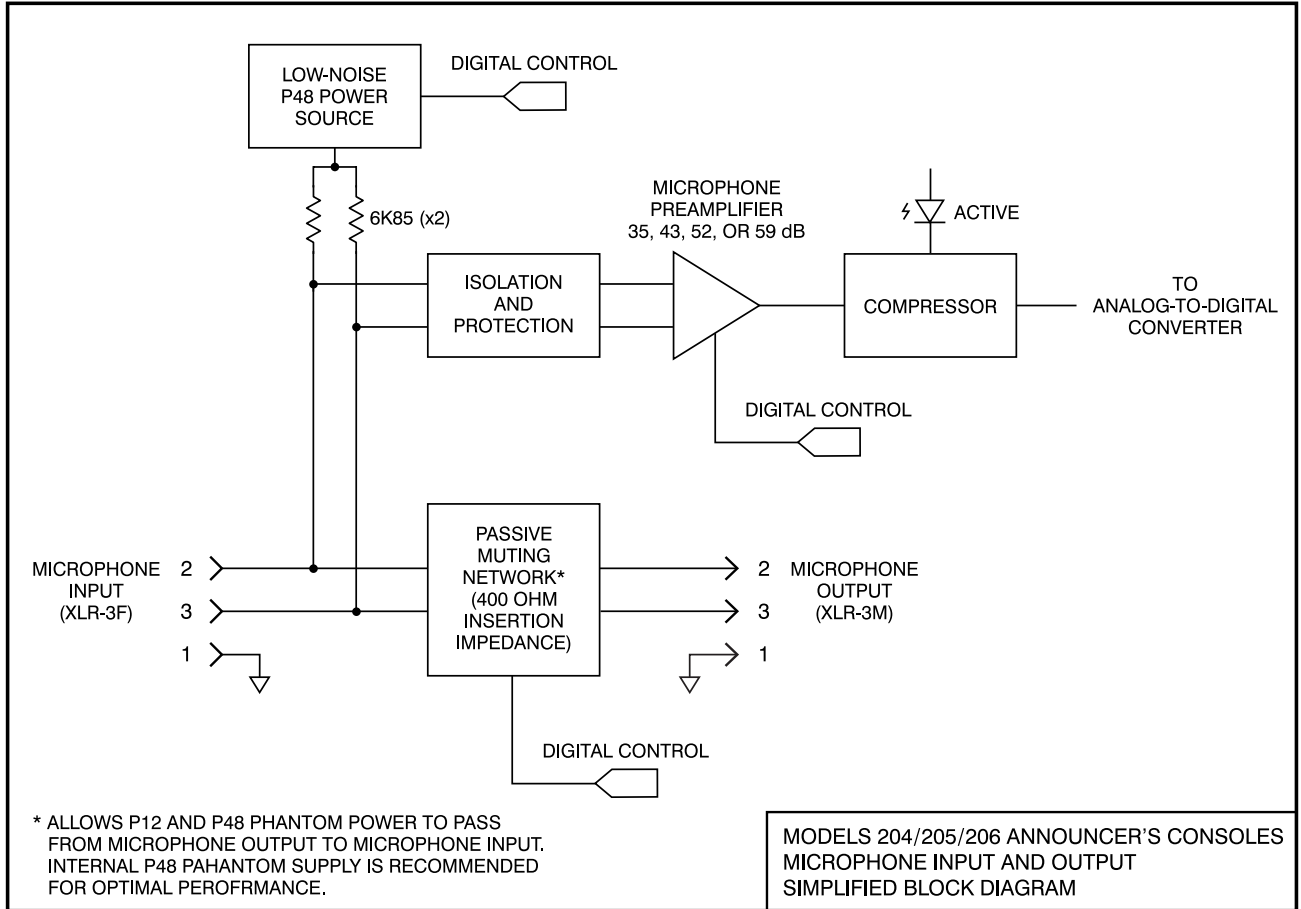 LOW-NOISE
P48 POWER
SOURCE
DIGITAL CONTROL
6K85 (x2)
MICROPHONE
PREAMPLIFIER
35, 43, 52, OR 59 dB
ACTIVE
ISOLATION
AND
PROTECTION
COMPRESSOR
TO
ANALOG-TO-DIGITAL
CONVERTER
DIGITAL CONTROL
MICROPHONE
INPUT
(XLR-3F)
2
3
1
PASSIVE
MUTING
NETWORK*
(400 OHM
INSERTION
IMPEDANCE)
2
3
1
MICROPHONE
OUTPUT
(XLR-3M)
DIGITAL CONTROL
* ALLOWS P12 AND P48 PHANTOM POWER TO PASS
FROM MICROPHONE OUTPUT TO MICROPHONE INPUT.
INTERNAL P48 PAHANTOM SUPPLY IS RECOMMENDED
FOR OPTIMAL PEROFRMANCE.
MODELS 204/205/206 ANNOUNCER'S CONSOLES
MICROPHONE INPUT AND OUTPUT
SIMPLIFIED BLOCK DIAGRAM